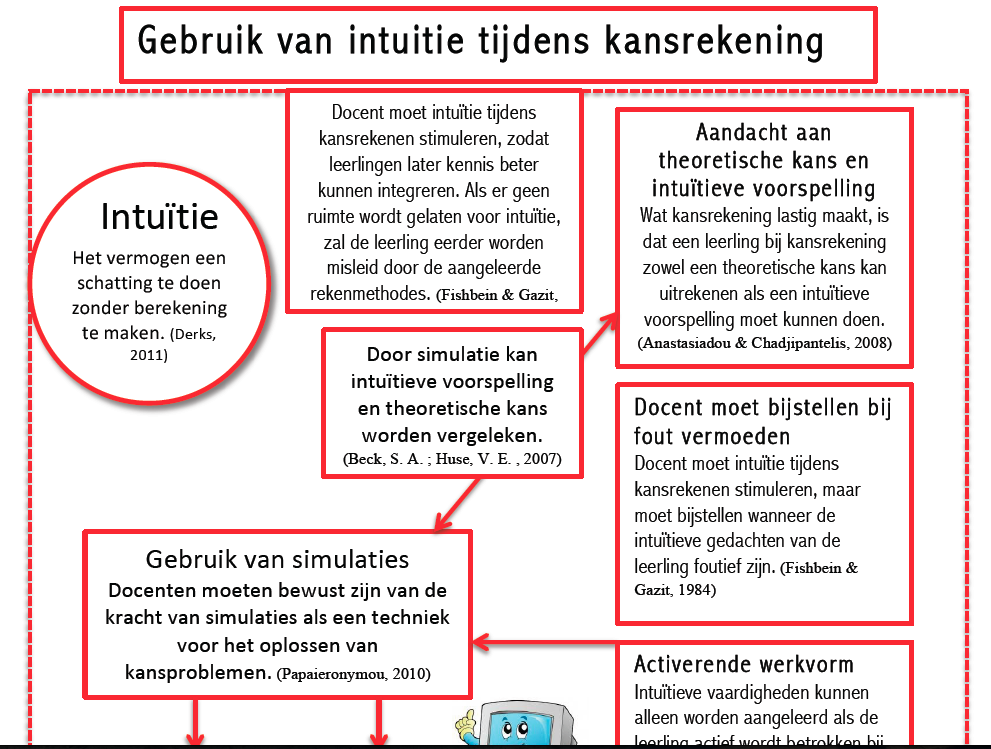 Gebruik van intuitie tijdens kansrekening
Docent moet intuïtie tijdens
kansrekenen stimuleren, zodat
leerlingen later kennis beter
kunnen integreren. Als er geen
ruimte wordt gelaten voor intuïtie,
zal de leerling eerder worden
misleid door de aangeleerde
rekenmethodes. (Fishbein & Gazit,
Aandacht aan
theoretische kans en
intuïtieve voorspelling
Wat kansrekening lastig maakt, is
dat een leerling bij kansrekening
zowel een theoretische kans kan
uitrekenen als een intuïtieve
voorspelling moet kunnen doen.
(Anastasiadou & Chadjipantelis, 2008)
Intuïtie
Het vermogen een
schatting te doen
zonder berekening
te maken. (Derks,
2011)
Door simulatie kan
intuïtieve voorspelling
en theoretische kans
worden vergeleken.
(Beck, S. A. ; Huse, V. E. , 2007)
Docent moet bijstellen bij
fout vermoeden
Docent moet intuïtie tijdens
kansrekenen stimuleren, maar
moet bijstellen wanneer de
intuïtieve gedachten van de
leerling foutief zijn. (Fishbein &
Gazit, 1984)
Gebruik van simulaties
Docenten moeten bewust zijn van de
kracht van simulaties als een techniek
voor het oplossen van
kansproblemen. (Papaieronymou, 2010)
Activerende werkvorm
Intuïtieve vaardigheden kunnen
alleen worden aangeleerd als de
leerling actief wordt betrokken bij